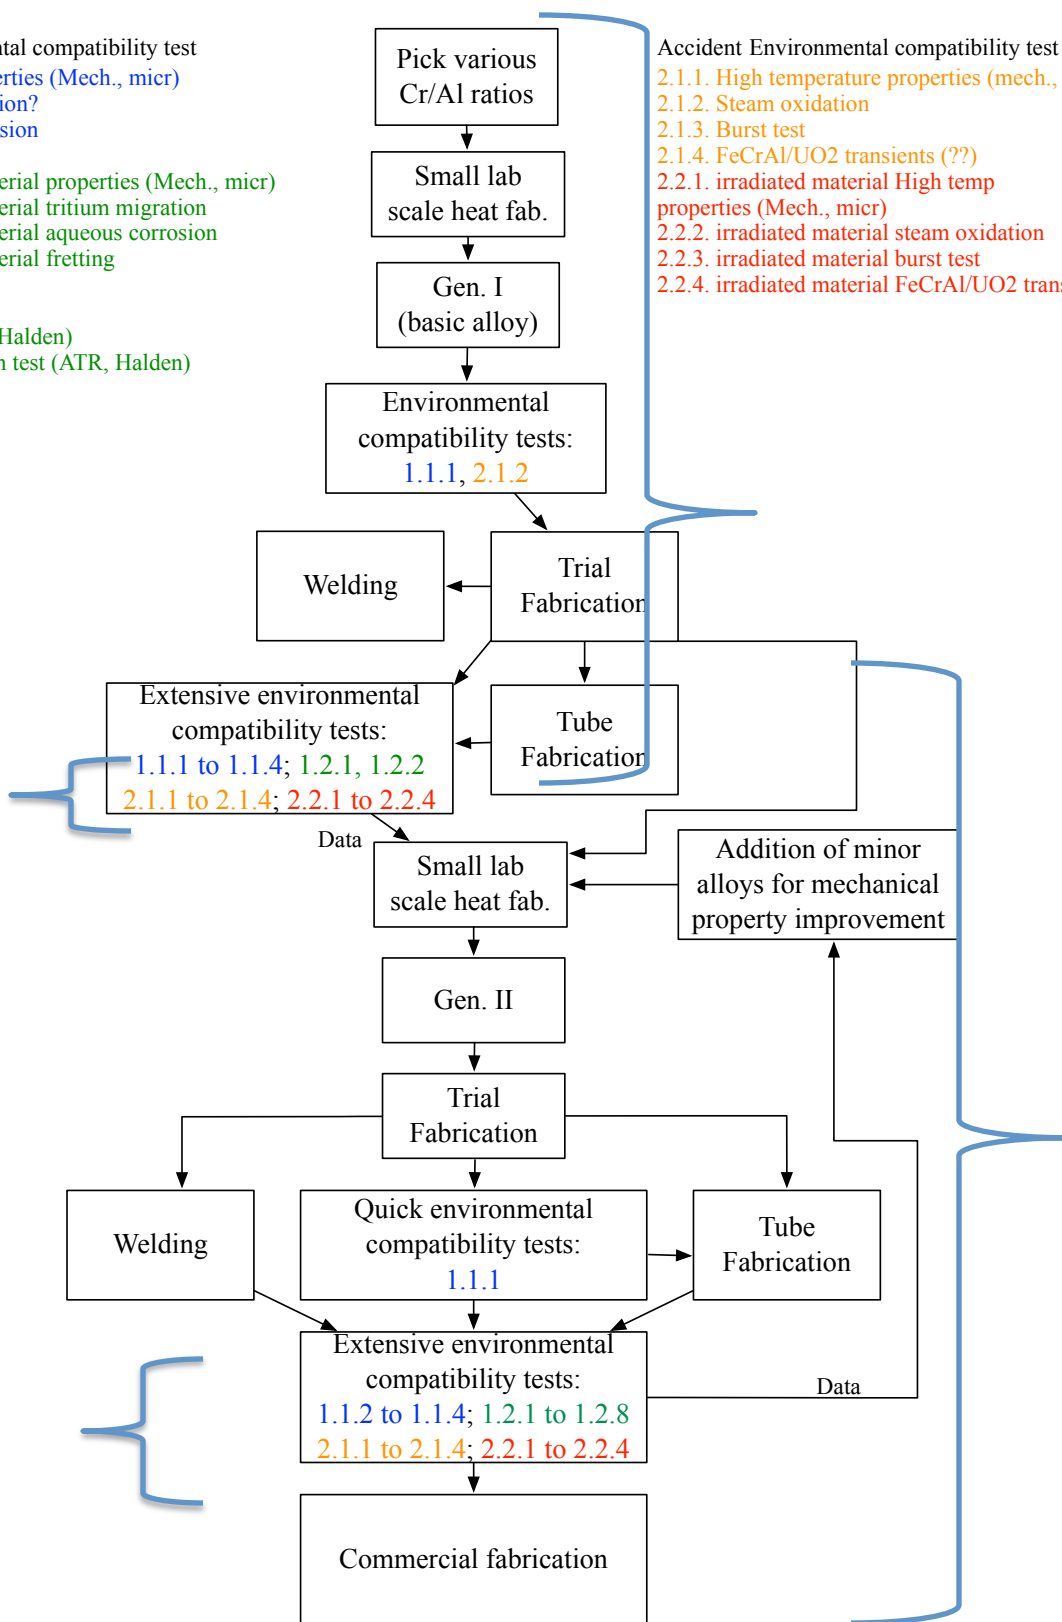 compatibility test
(Mech., micr)
properties (Mech., micr)
tritium migration
aqueous corrosion
fretting
Halden)
test (ATR, Halden)
Accident Environmental compatibility test
2.1.1. High temperature properties (mech.,
2.1.2. Steam oxidation
2.1.3. Burst test
2.1.4. FeCrAl/UO2 transients (??)
2.2.1. irradiated material High temp
properties (Mech., micr)
2.2.2. irradiated material steam oxidation
2.2.3. irradiated material burst test
2.2.4. irradiated material FeCrAl/UO2
Pick various
Cr/Al ratios
Small lab
scale heat fab.
Gen. I
(basic alloy)
Environmental
compatibility tests:
1.1.1, 2.1.2
Welding
Trial
Fabrication
Extensive environmental
compatibility tests:
1.1.1 to 1.1.4; 1.2.1, 1.2.2
2.1.1 to 2.1.4; 2.2.1 to 2.2.4
Tube
Fabrication
Data
Small lab
scale heat fab.
Addition of minor
alloys for mechanical
property improvement
Gen. II
Trial
Fabrication
Welding
Quick environmental
compatibility tests:
1.1.1
Tube
Fabrication
Extensive environmental
compatibility tests:
1.1.2 to 1.1.4; 1.2.1 to 1.2.8
2.1.1 to 2.1.4; 2.2.1 to 2.2.4
Data
Commercial fabrication